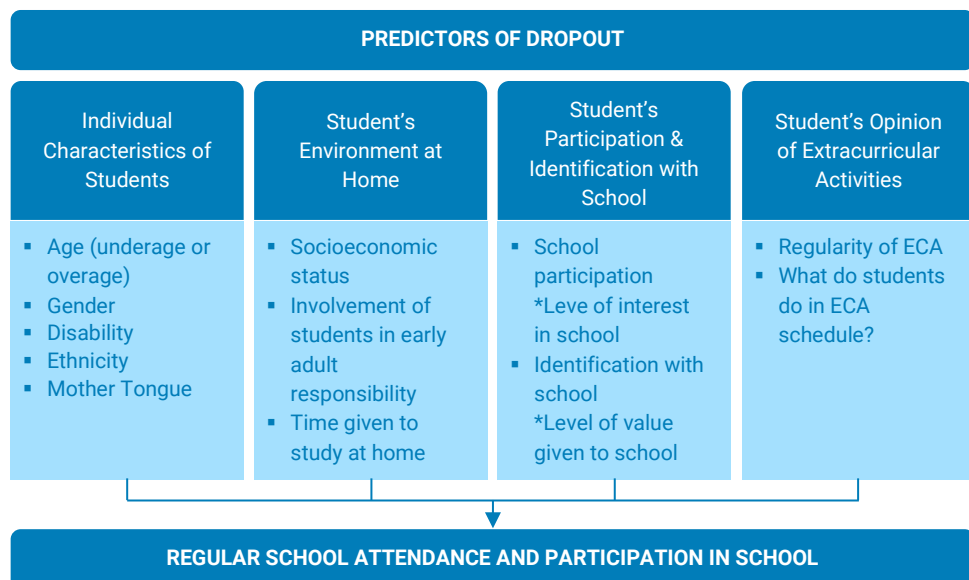 PREDICTORS OF DROPOUT
Individual
Characteristics of
Students
▪ Age (underage or
overage)
▪ Gender
▪ Disability
▪ Ethnicity
▪ Mother Tongue
Student’s
Environment at
Home
▪ Socioeconomic
status
▪ Involvement of
students in early
adult
responsibility
▪ Time given to
study at home
Student’s
Participation &
Identification with
School
▪ School
participation
*Leve of interest
in school
▪ Identification with
school
*Level of value
given to school
Student’s Opinion
of Extracurricular
Activities
▪ Regularity of ECA
▪ What do students
do in ECA
schedule?
REGULAR SCHOOL ATTENDANCE AND PARTICIPATION IN SCHOOL